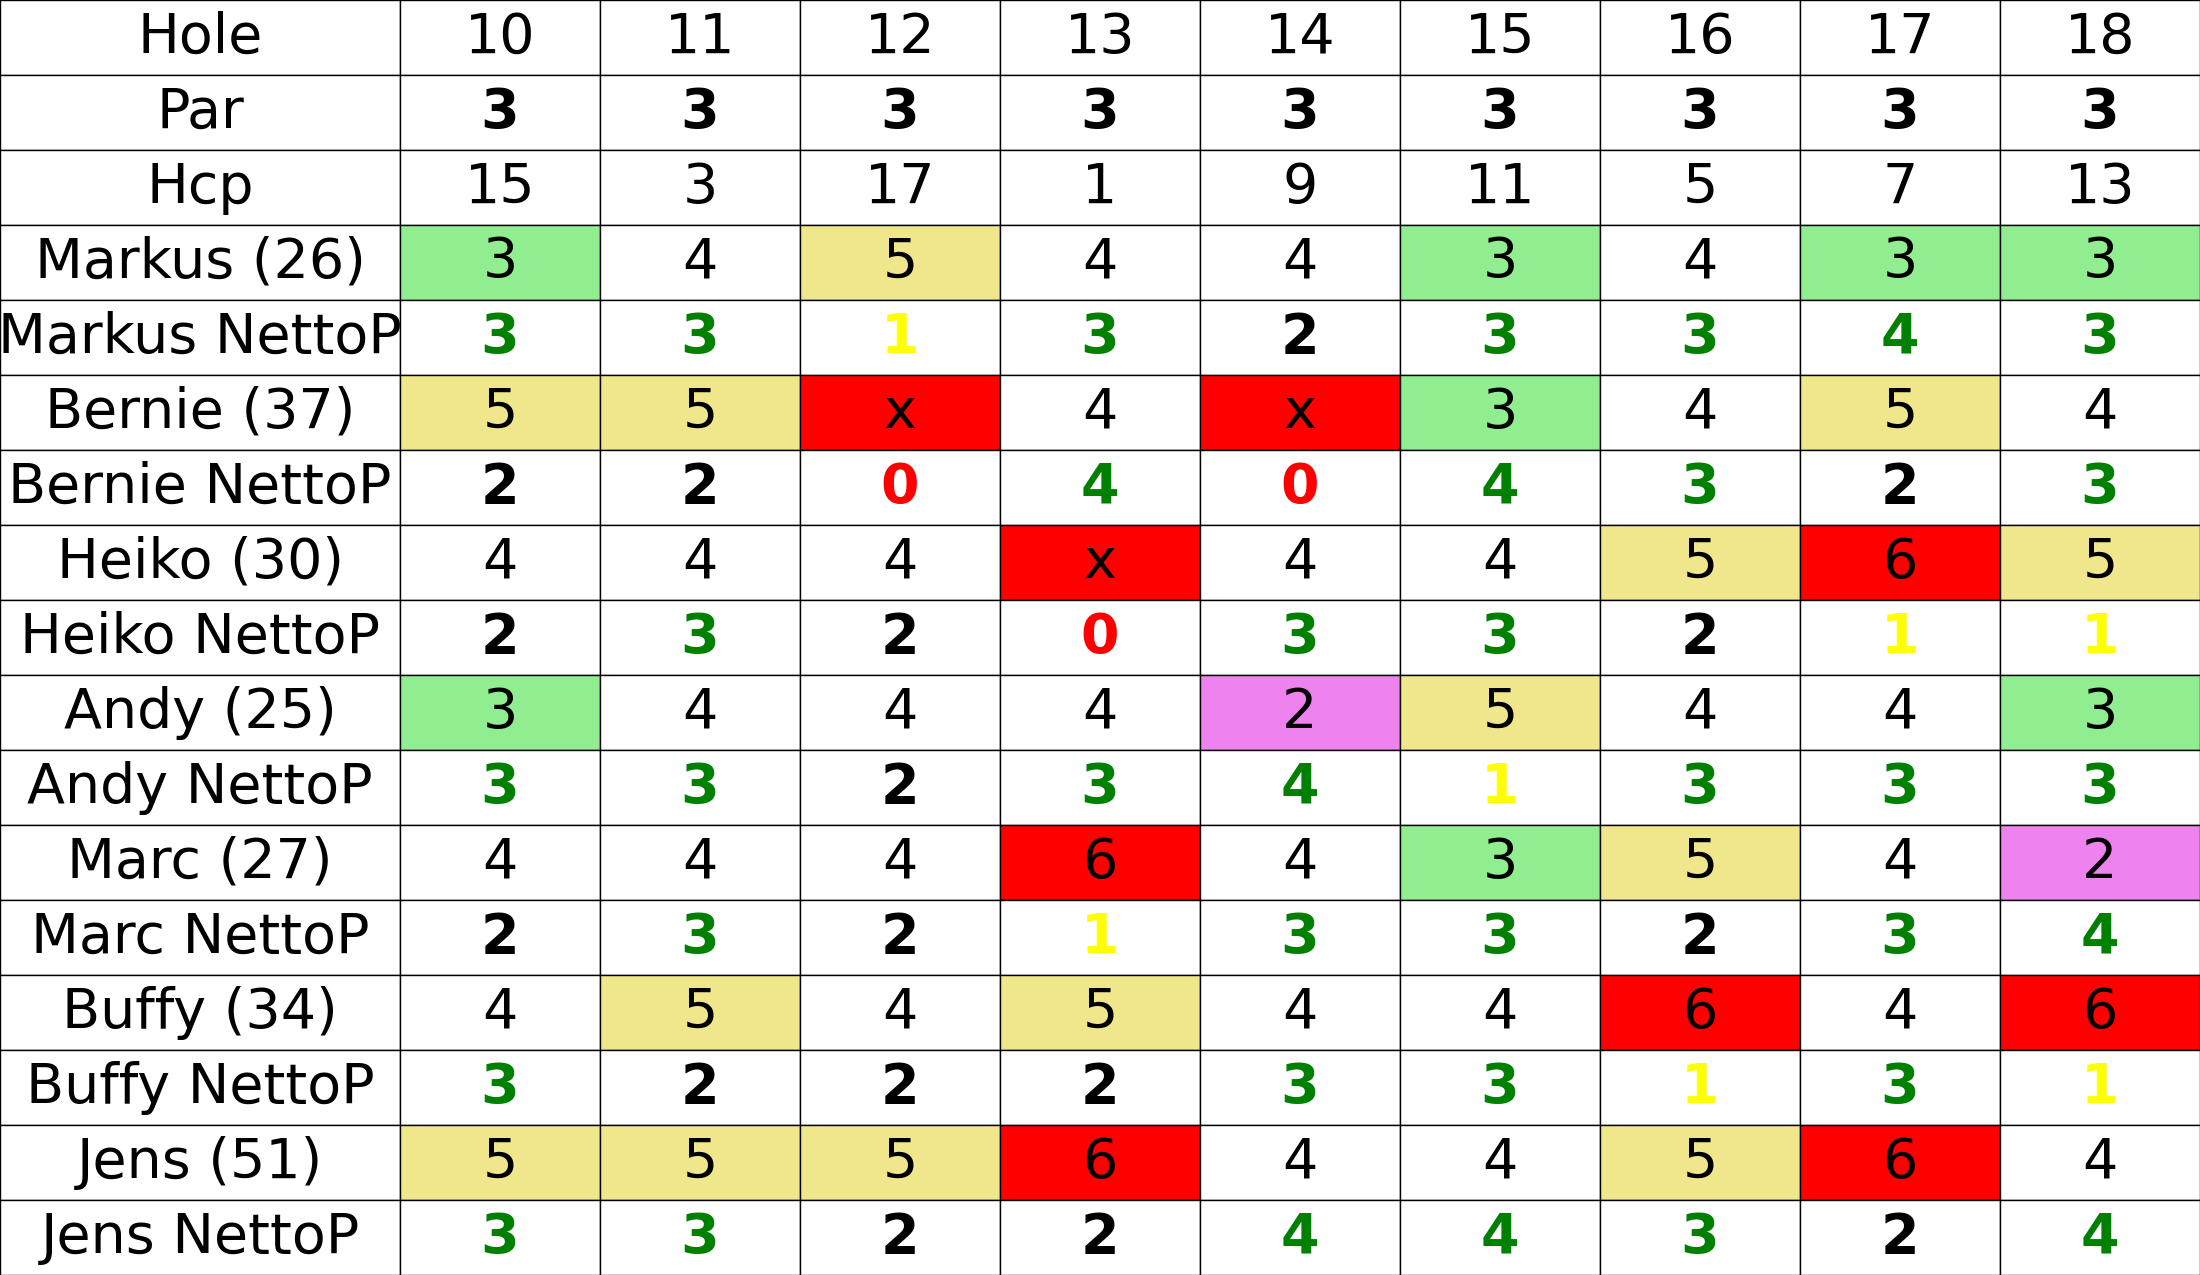 Hole 10 11 12 13 14 15 16 17 18
Par 3 3 3 3 3 3 3 3 3
Hcp 15 3 17 1 9 11 5 7 13
Markus (26) 3 4 5 4 4 3 4 3 3
Markus NettoP 3 3 1 3 2 3 3 4 3
Bernie (37) 5 5 x 4 x 3 4 5 4
Bernie NettoP 2 2 0 4 0 4 3 2 3
Heiko (30) 4 4 4 x 4 4 5 6 5
Heiko NettoP 2 3 2 0 3 3 2 1 1
Andy (25) 3 4 4 4 2 5 4 4 3
Andy NettoP 3 3 2 3 4 1 3 3 3
Marc (27) 4 4 4 6 4 3 5 4 2
Marc NettoP 2 3 2 1 3 3 2 3 4
Buffy (34) 4 5 4 5 4 4 6 4 6
Buffy NettoP 3 2 2 2 3 3 1 3 1
Jens (51) 5 5 5 6 4 4 5 6 4
Jens NettoP 3 3 2 2 4 4 3 2 4